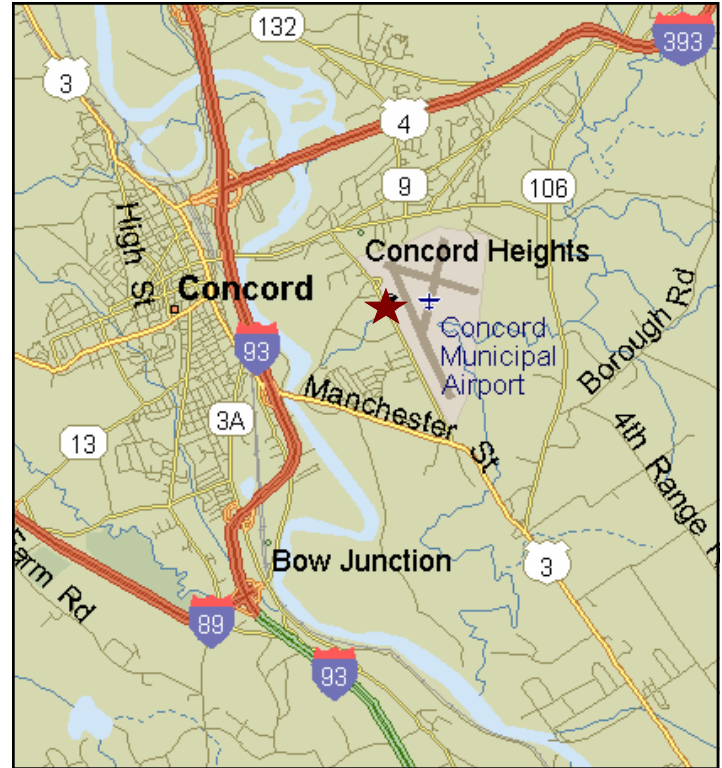 132
393
3
4
9
106
High St
Concord Heights
Concord
93
Concord
Municipal
Airport
Borough Rd
Manchester St
3A
13
4th Range R
Bow Junction
3
Farm Rd
89
93